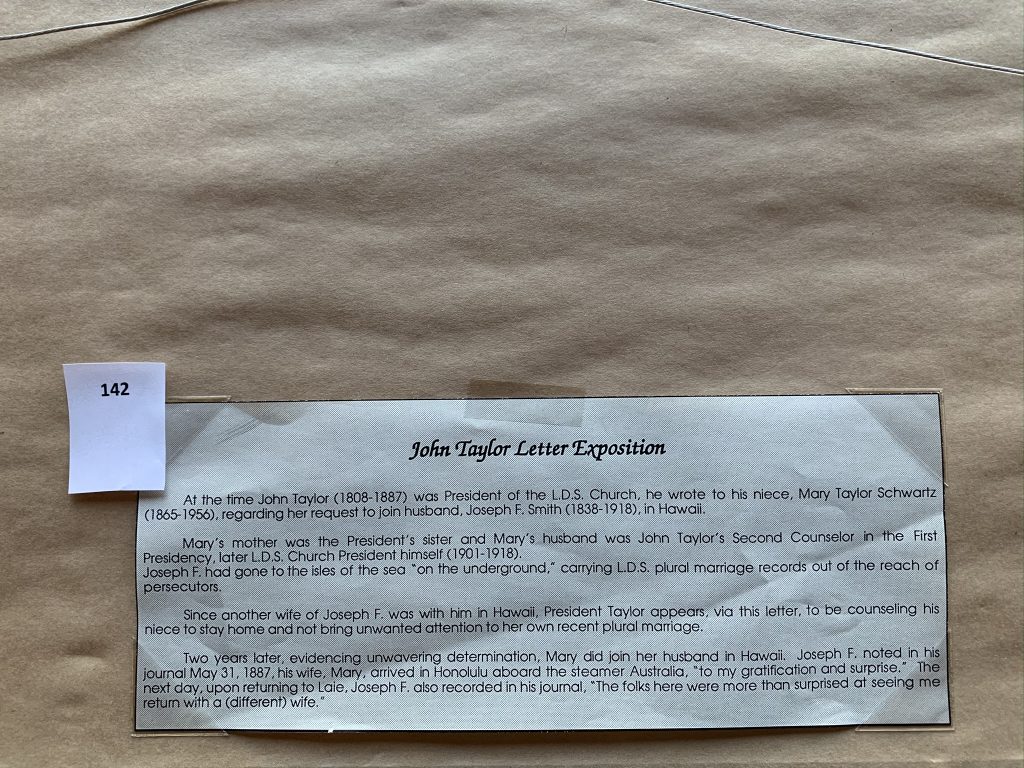 142
John Taylor Letter Exposition
At the time John Taylor (1808-1887) was President of the L.D.S. Church, he wrote to his niece, Mary Taylor Schwartz
(1865-1956), regarding her request to join husband, Joseph F. Smith (1838-1918), in Hawaii.
Mary's mother was the President's sister and Mary's husband was John Taylor's Second Counselor in the First
Presidency, later L.D.S. Church President himself (1901-1918).
Joseph F. had gone to the isles of the sea "on the underground," carrying L.D.S. plural marriage records out of the reach of
persecutors.
Since another wife of Joseph F. was with him in Hawaii, President Taylor appears, via this letter, to be counseling his
niece to stay home and not bring unwanted attention to her own recent plural marriage.
Two years later, evidencing unwavering determination, Mary did join her husband in Hawaii. Joseph F. noted in his
journal May 31, 1887, his wife, Mary, arrived in Honolulu aboard the steamer Australia, "to my gratification and surprise." The
next day, upon returning to Laie, Joseph F. also recorded in his journal, "The folks here were more than surprised at seeing me
return with a (different) wife."